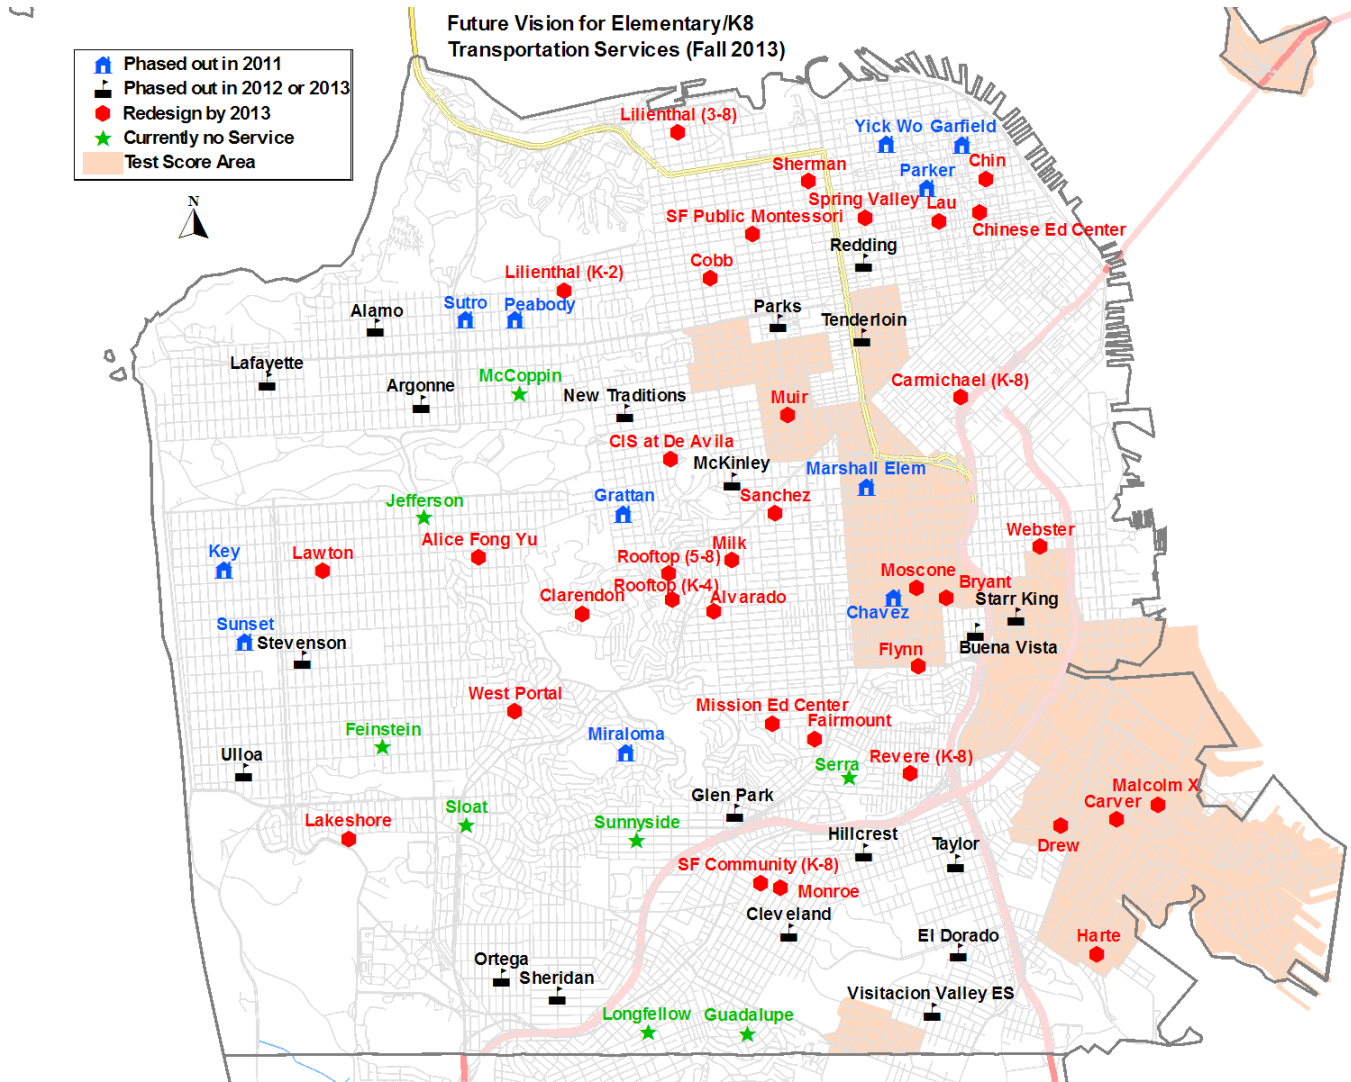 Future Vision for Elementary/K8
Transportation Services (Fall 2013)
Phased out in 2011
Phased out in 2012 or 2013
Redesign by 2013
Currently no Service
Test Score Area
N
Lilienthal (3-8)
Yick Wo
Garfield
Sherman
Parker
Chin
Spring Valley
Lau
SF Public Montessori
Chinese Ed Center
Redding
Cobb
Lilienthal (K-2)
Alamo
Sutro
Peabody
Parks
Tenderloin
Lafayette
McCoppin
Argonne
New Traditions
Muir
Carmichael (K-8)
CIS at De Avila
McKinley
Marshall Elem
Jefferson
Grattan
Sanchez
Webster
Key
Lawton
Alice Fong Yu
Milk
Rooftop (5-8)
Rooftop (K-4)
Moscone
Bryant
Clarendon
Alvarado
Starr King
Chavez
Sunset
Stevenson
Buena Vista
Flynn
West Portal
Mission Ed Center
Fairmount
Feinstein
Miraloma
Ulloa
Serra
Revere (K-8)
Glen Park
Malcolm X
Carver
Sloat
Lakeshore
Sunnyside
Hillcrest
Taylor
Drew
SF Community (K-8)
Monroe
Cleveland
El Dorado
Harte
Ortega
Sheridan
Visitacion Valley ES
Longfellow
Guadalupe